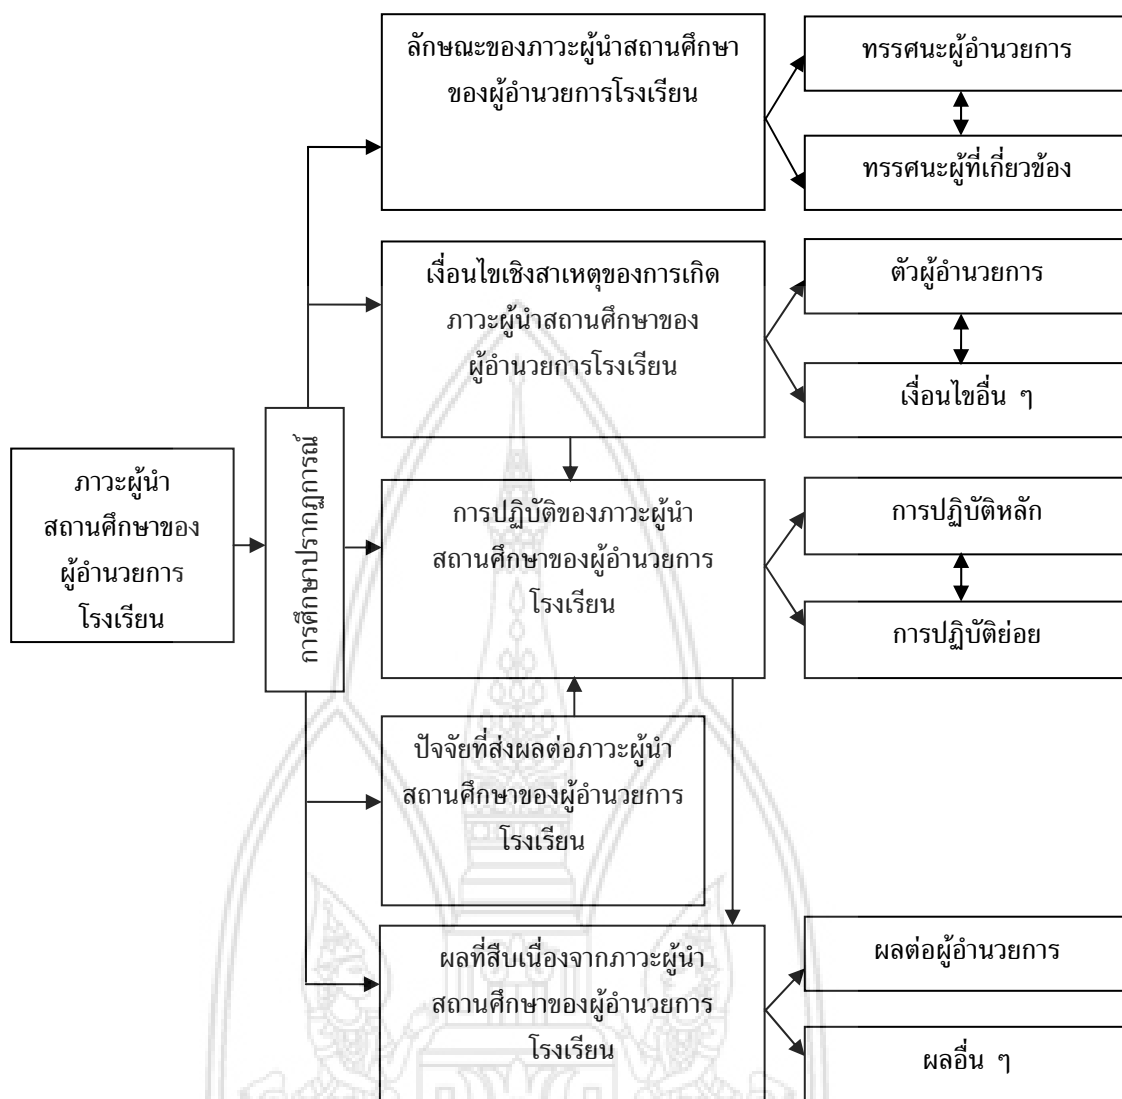 ภาวะผู้นำ
สถานศึกษาของ
ผู้อำนวยการ
โรงเรียน
การศึกษาปรากฏการณ์
ลักษณะของภาวะผู้นำสถานศึกษา
ของผู้อำนวยการโรงเรียน
ทรรศนะผู้อำนวยการ
ทรรศนะผู้ที่เกี่ยวข้อง
เงื่อนไขเชิงสาเหตุของการเกิด
ภาวะผู้นำสถานศึกษาของ
ผู้อำนวยการโรงเรียน
ตัวผู้อำนวยการ
เงื่อนไขอื่น ๆ
การปฏิบัติของภาวะผู้นำ
สถานศึกษาของผู้อำนวยการ
โรงเรียน
การปฏิบัติหลัก
การปฏิบัติย่อย
ปัจจัยที่ส่งผลต่อภาวะผู้นำ
สถานศึกษาของผู้อำนวยการ
โรงเรียน
ผลที่สืบเนื่องจากภาวะผู้นำ
สถานศึกษาของผู้อำนวยการ
โรงเรียน
ผลต่อผู้อำนวยการ
ผลอื่น ๆ